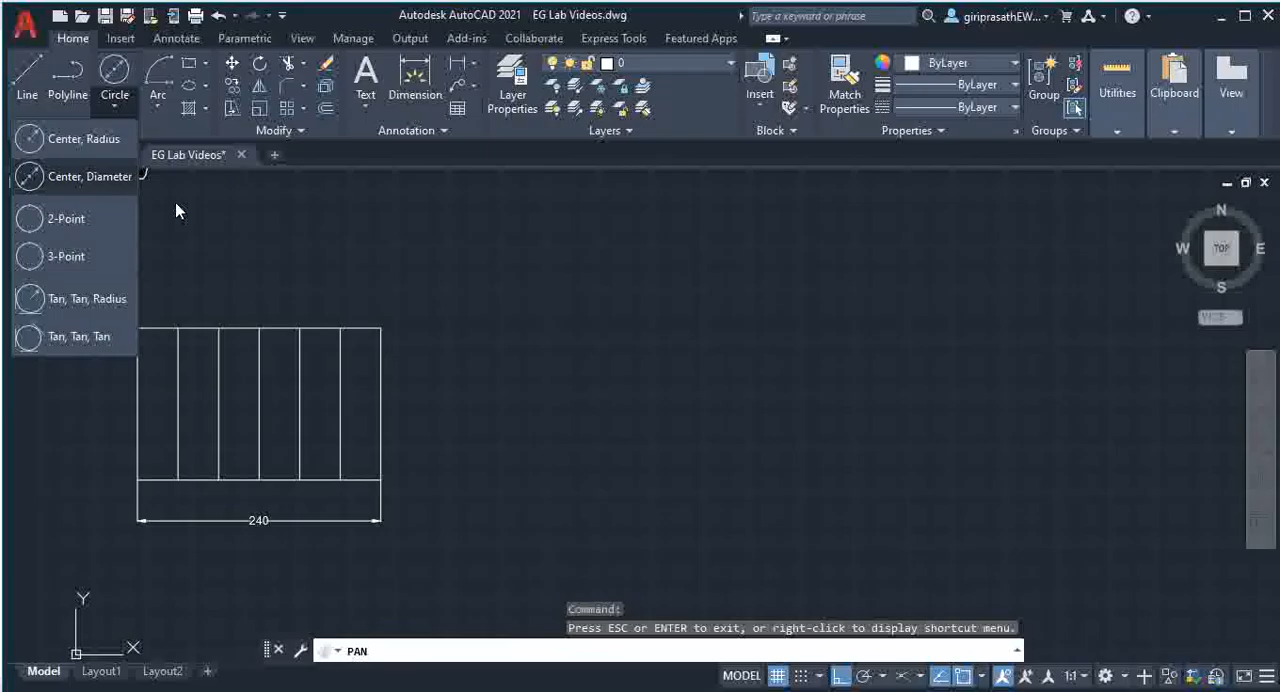 Autodesk AutoCAD 2021 EG Lab Videos.dwg
Type a keyword or phrase
giriprasathEW...
Home Insert Annotate Parametric View Manage Output Add-ins Collaborate Express Tools Featured Apps
Line Polyline Circle Arc
Text Dimension
Layer Properties
0
Insert
Match Properties
ByLayer
ByLayer
ByLayer
Group
Utilities
Clipboard
View
Modify Annotation Layers Block Properties Groups
EG Lab Videos*
Center, Radius
Center, Diameter
2-Point
3-Point
Tan, Tan, Radius
Tan, Tan, Tan
N
W TOP E
S
240
Y
X
Command:
Press ESC or ENTER to exit, or right-click to display shortcut menu.
PAN
Model Layout1 Layout2 +
MODEL 1:1